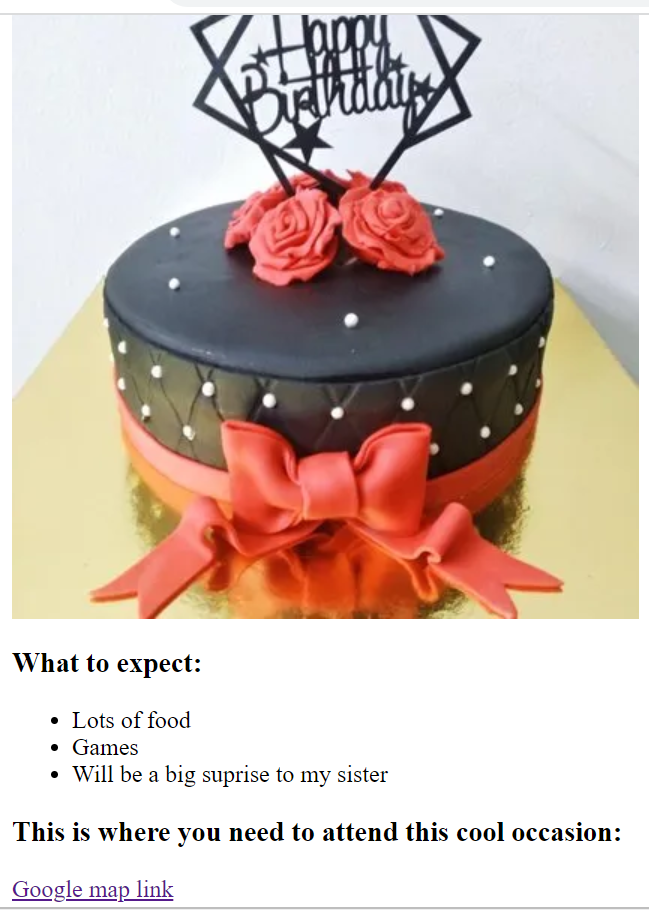 Happy
Birthday
What to expect:
Lots of food
Games
Will be a big suprise to my sister
This is where you need to attend this cool occasion:
Google map link